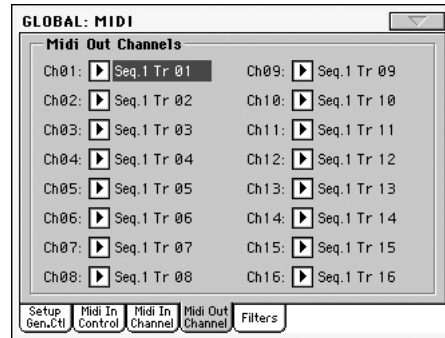 GLOBAL: MIDI
Midi Out Channels
Ch01: Seq.1 Tr 01
Ch02: Seq.1 Tr 02
Ch03: Seq.1 Tr 03
Ch04: Seq.1 Tr 04
Ch05: Seq.1 Tr 05
Ch06: Seq.1 Tr 06
Ch07: Seq.1 Tr 07
Ch08: Seq.1 Tr 08
Ch09: Seq.1 Tr 09
Ch10: Seq.1 Tr 10
Ch11: Seq.1 Tr 11
Ch12: Seq.1 Tr 12
Ch13: Seq.1 Tr 13
Ch14: Seq.1 Tr 14
Ch15: Seq.1 Tr 15
Ch16: Seq.1 Tr 16
Setup
Gen.Ctl
Midi In
Control
Midi In
Channel
Midi Out
Channel
Filters